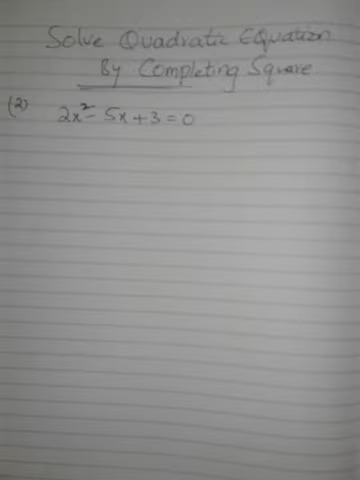 Solve Quadratic Equation
By Completing Square
(2) 2x² - 5x + 3 = 0